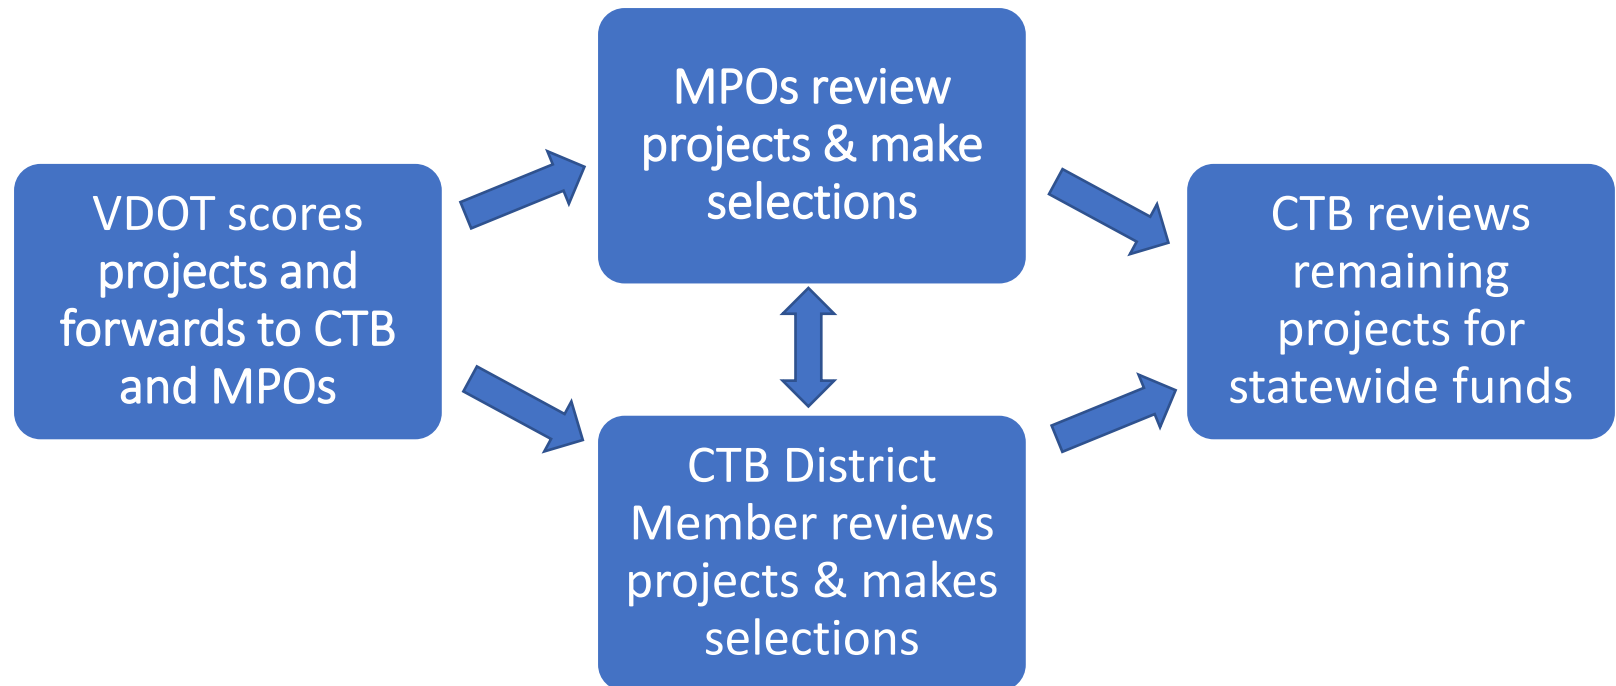 VDOT scores
projects and
forwards to CTB
and MPOs
MPOs review
projects & make
selections
CTB District
Member reviews
projects & makes
selections
CTB reviews
remaining
projects for
statewide funds